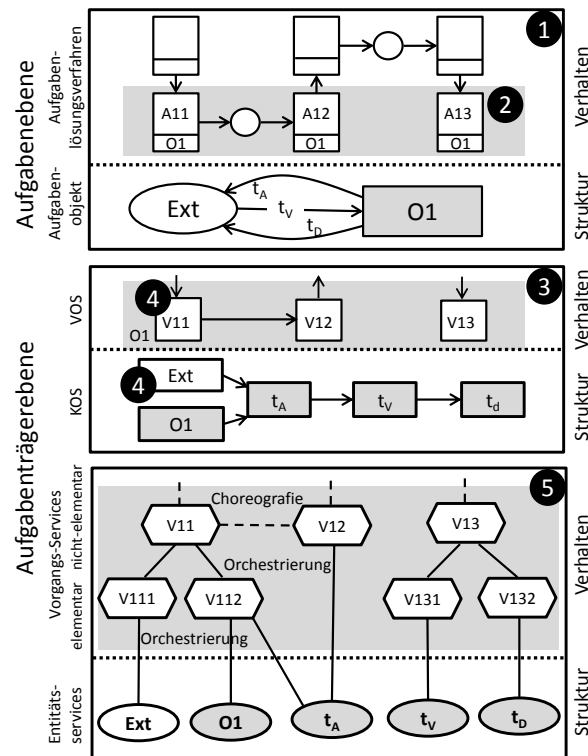 Aufgabenebene
Aufgaben-
lösungsverfahren
Verhalten
1
A11
A12
A13
2
O1
O1
O1
Aufgaben-
objekt
Struktur
Ext
tA
tV
tD
O1
Aufgabenträgerebene
VOS
Verhalten
3
4
O1
V11
V12
V13
KOS
Struktur
4
Ext
O1
tA
tV
td
Vorgangs-Services
nicht-elementar
elementar
Verhalten
5
Choreografie
V11
V12
V13
Orchestrierung
V111
V112
V131
V132
Orchestrierung
Entitäts-
services
Struktur
Ext
O1
tA
tV
tD